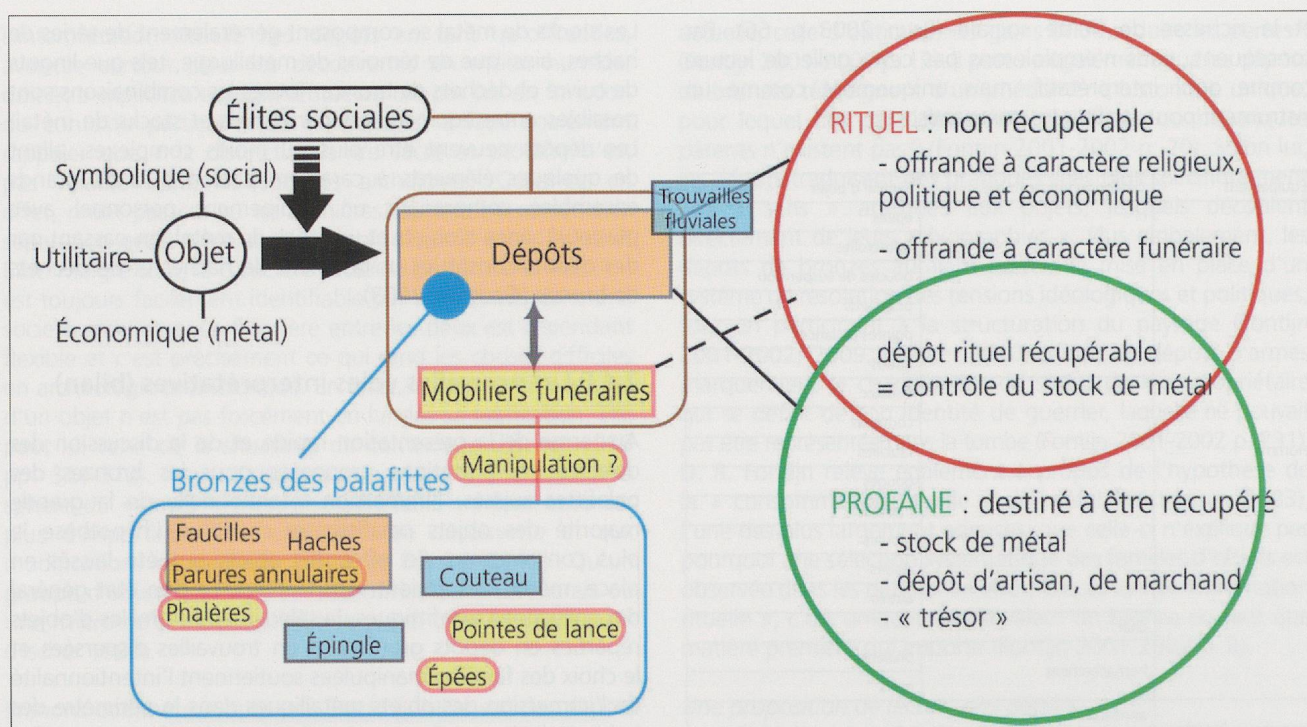 Élites sociales
Symbolique (social)
Utilitaire
Objet
Économique (métal)
Dépôts
Trouvailles
fluviales
Mobiliers funéraires
Manipulation ?
Bronzes des palafittes
Faucilles
Haches
Parures annulaires
Phalères
Couteau
Épingle
Pointes de lance
Épées
RITUEL : non récupérable
- offrande à caractère religieux,
politique et économique
- offrande à caractère funéraire
dépôt rituel récupérable
= contrôle du stock de métal
PROFANE : destiné à être récupéré
- stock de métal
- dépôt d’artisan, de marchand
- « trésor »